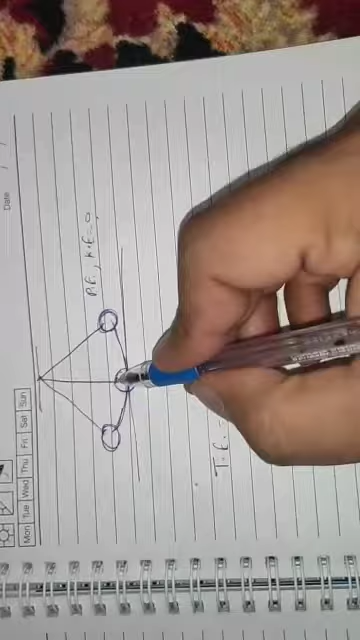 Date
Mon Tue Wed Thu Fri Sat Sun
P.E, K.E=0
T.E. =